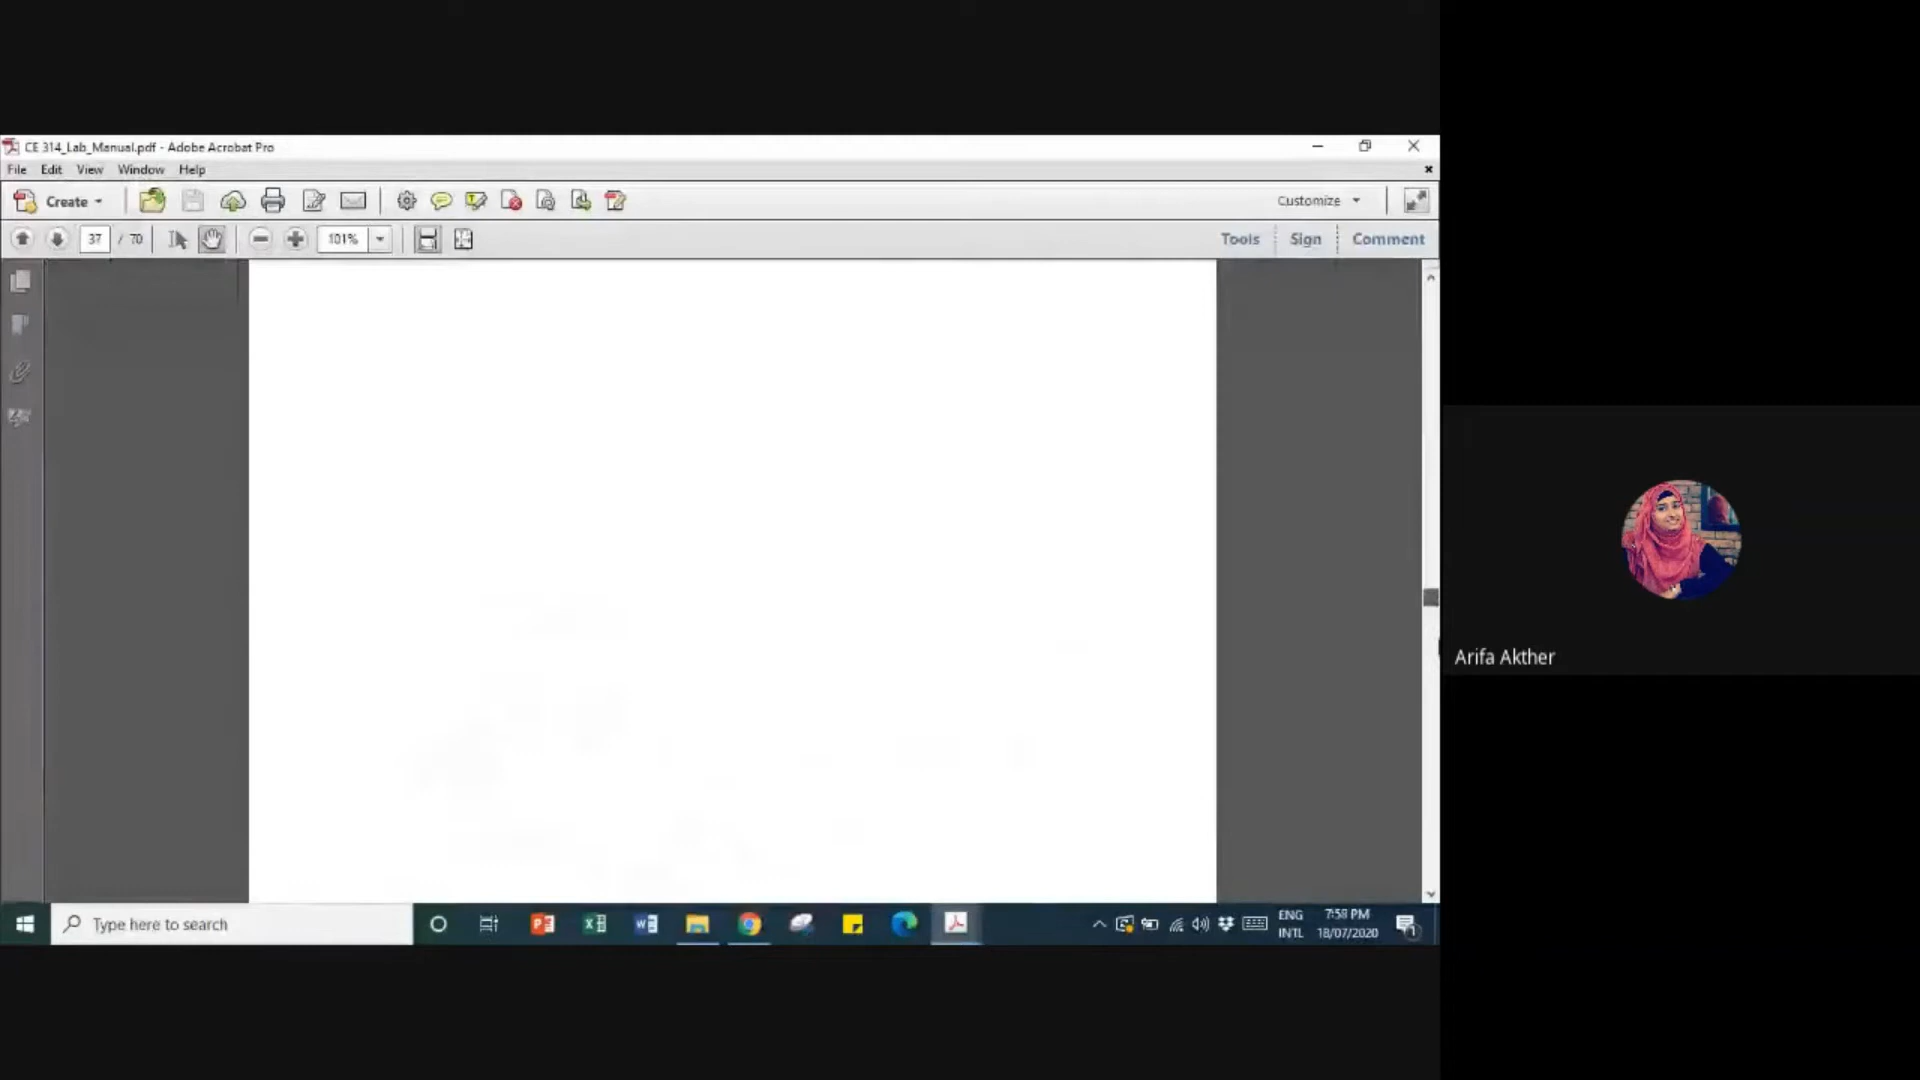 CE 314_Lab_Manual.pdf - Adobe Acrobat Pro
File Edit View Window Help
Create
Customize
37 / 70
101%
Tools Sign Comment
Arifa Akther
Type here to search
ENG
INTL
7:58 PM
18/07/2020